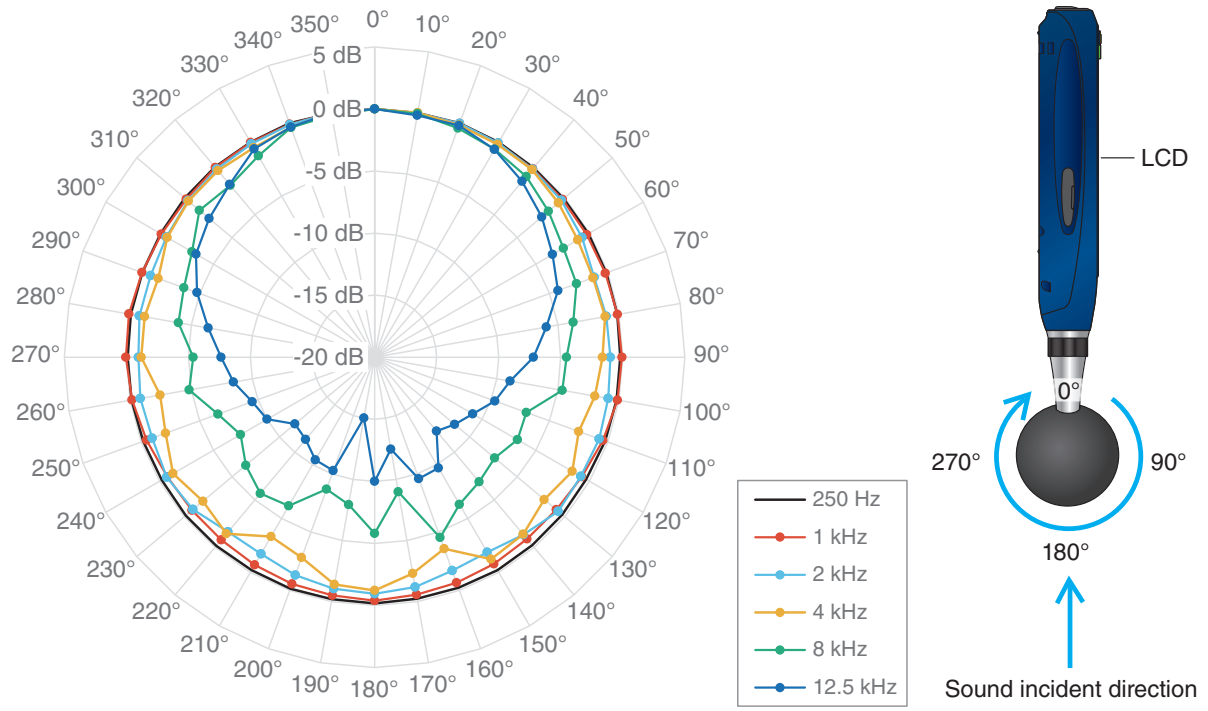 0°
10°
20°
30°
40°
50°
60°
70°
80°
90°
100°
110°
120°
130°
140°
150°
160°
170°
180°
190°
200°
210°
220°
230°
240°
250°
260°
270°
280°
290°
300°
310°
320°
330°
340°
350°
5 dB
0 dB
-5 dB
-10 dB
-15 dB
-20 dB
250 Hz
1 kHz
2 kHz
4 kHz
8 kHz
12.5 kHz
LCD
0°
270°
90°
180°
Sound incident direction